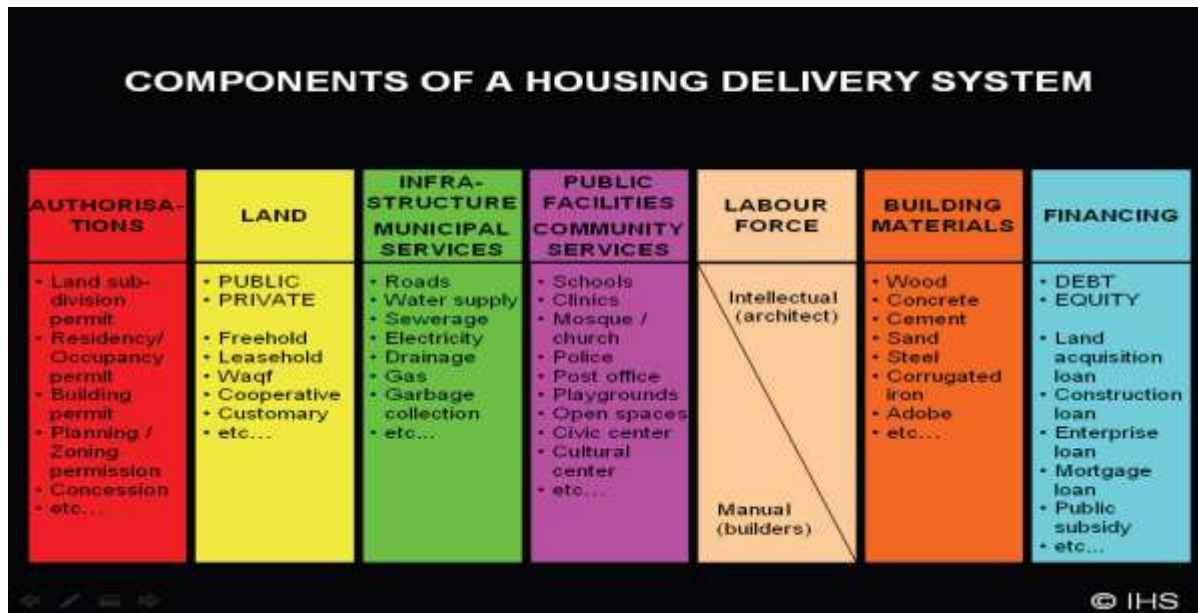 COMPONENTS OF A HOUSING DELIVERY SYSTEM
AUTHORISA-
TIONS
• Land sub-
division
permit
• Residency/
Occupancy
permit
• Building
permit
• Planning /
Zoning
permission
• Concession
• etc...
LAND
• PUBLIC
• PRIVATE
• Freehold
• Leasehold
• Waqf
• Cooperative
• Customary
• etc...
INFRA-
STRUCTURE
MUNICIPAL
SERVICES
• Roads
• Water supply
• Sewerage
• Electricity
• Drainage
• Gas
• Garbage
collection
• etc...
PUBLIC
FACILITIES
COMMUNITY
SERVICES
• Schools
• Clinics
• Mosque /
church
• Police
• Post office
• Playgrounds
• Open spaces
• Civic center
• Cultural
center
• etc...
LABOUR
FORCE
Intellectual
(architect)
Manual
(builders)
BUILDING
MATERIALS
• Wood
• Concrete
• Cement
• Sand
• Steel
• Corrugated
iron
• Adobe
• etc...
FINANCING
• DEBT
• EQUITY
• Land
acquisition
loan
• Construction
loan
• Enterprise
loan
• Mortgage
loan
• Public
subsidy
• etc...
© IHS